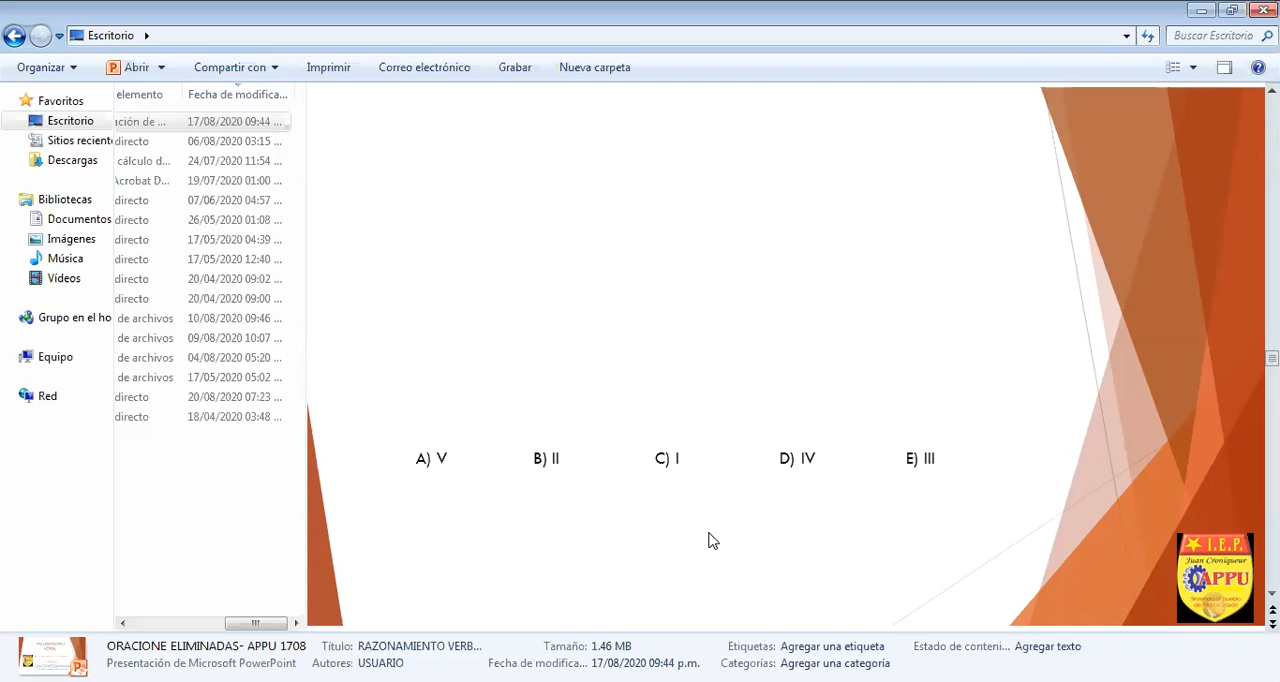 Escritorio
Buscar Escritorio
Organizar
Abrir
Compartir con
Imprimir
Correo electrónico
Grabar
Nueva carpeta
Favoritos
Escritorio
Sitios recient
Descargas
Bibliotecas
Documentos
Imágenes
Música
Vídeos
Grupo en el ho
Equipo
Red
elemento Fecha de modifica...
ación de ... 17/08/2020 09:44 ...
directo 06/08/2020 03:15 ...
cálculo d... 24/07/2020 11:54 ...
Acrobat D... 19/07/2020 01:00 ...
directo 07/06/2020 04:57 ...
directo 26/05/2020 01:08 ...
directo 17/05/2020 04:39 ...
directo 17/05/2020 12:40 ...
directo 20/04/2020 09:02 ...
directo 20/04/2020 09:00 ...
de archivos 10/08/2020 09:46 ...
de archivos 09/08/2020 10:07 ...
de archivos 04/08/2020 05:20 ...
de archivos 17/05/2020 05:02 ...
directo 20/08/2020 07:23 ...
directo 18/04/2020 03:48 ...
A) V B) II C) I D) IV E) III
I.E.P.
Juan Croniqueur
APPU
ORACIONE ELIMINADAS- APPU 1708 Título: RAZONAMIENTO VERB... Tamaño: 1.46 MB Etiquetas: Agregar una etiqueta Estado de conteni... Agregar texto
Presentación de Microsoft PowerPoint Autores: USUARIO Fecha de modifica... 17/08/2020 09:44 p.m. Categorías: Agregar una categoría